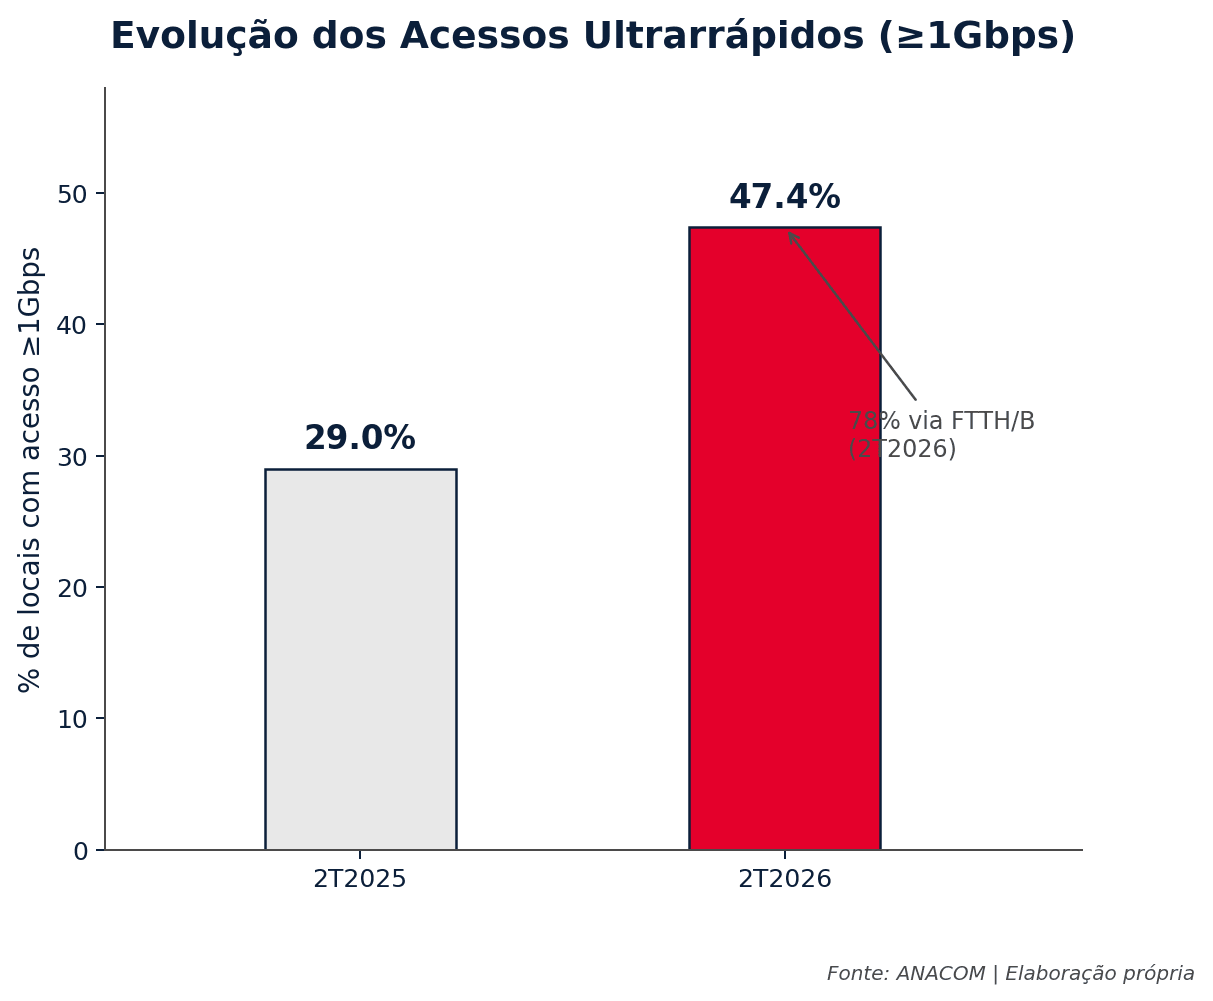 Evolução dos Acessos Ultrarrápidos (≥1Gbps)
% de locais com acesso ≥1Gbps
50
40
30
20
10
0
47.4%
29.0%
78% via FTTH/B
(2T2026)
2T2025
2T2026
Fonte: ANACOM | Elaboração própria